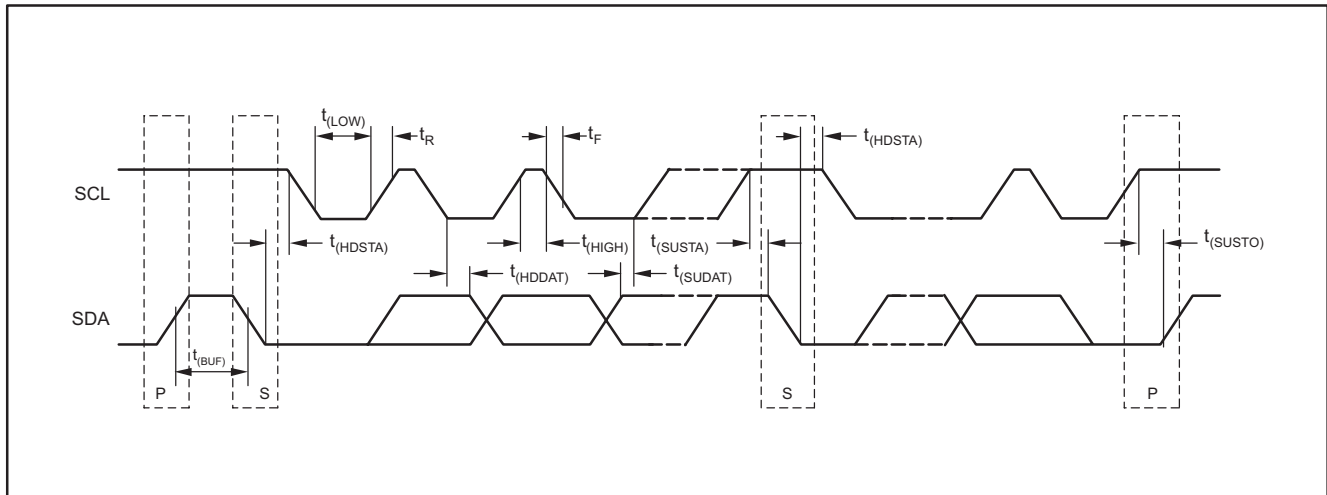 t(LOW)
tR
tF
t(HDSTA)
SCL
t(HDSTA)
t(HIGH)
t(SUSTA)
t(SUSTO)
t(HDDAT)
t(SUDAT)
SDA
t(BUF)
P
S
S
P